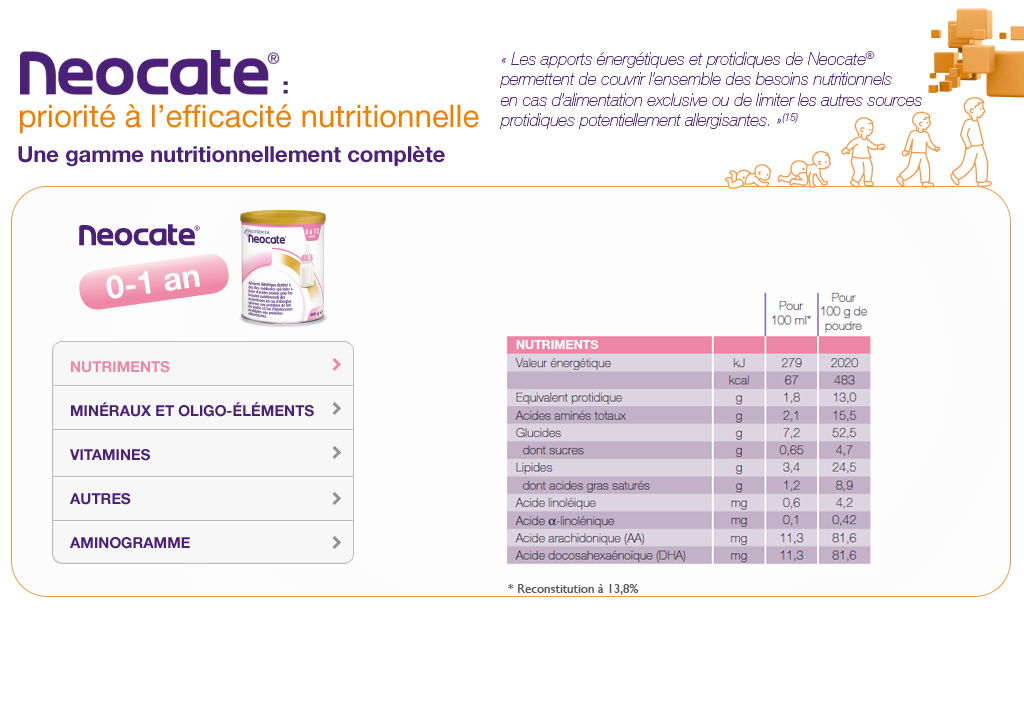 Neocate® :
priorité à l'efficacité nutritionnelle
Une gamme nutritionnellement complète
« Les apports énergétiques et protidiques de Neocate®
permettent de couvrir l'ensemble des besoins nutritionnels
en cas d'alimentation exclusive ou de limiter les autres sources
protidiques potentiellement allergisantes. »(15)
neocate®
0-1 an
NUTRICIA
neocate®
0 à 12
NUTRIMENTS
MINÉRAUX ET OLIGO-ÉLÉMENTS
VITAMINES
AUTRES
AMINOGRAMME
Pour 100 ml* Pour 100 g de poudre
NUTRIMENTS
Valeur énergétique kJ 279 2020
kcal 67 483
Equivalent protidique g 1,8 13,0
Acides aminés totaux g 2,1 15,5
Glucides g 7,2 52,5
dont sucres g 0,65 4,7
Lipides g 3,4 24,5
dont acides gras saturés g 1,2 8,9
Acide linoléique mg 0,6 4,2
Acide α-linolénique mg 0,1 0,42
Acide arachidonique (AA) mg 11,3 81,6
Acide docosahexaénoïque (DHA) mg 11,3 81,6
* Reconstitution à 13,8%